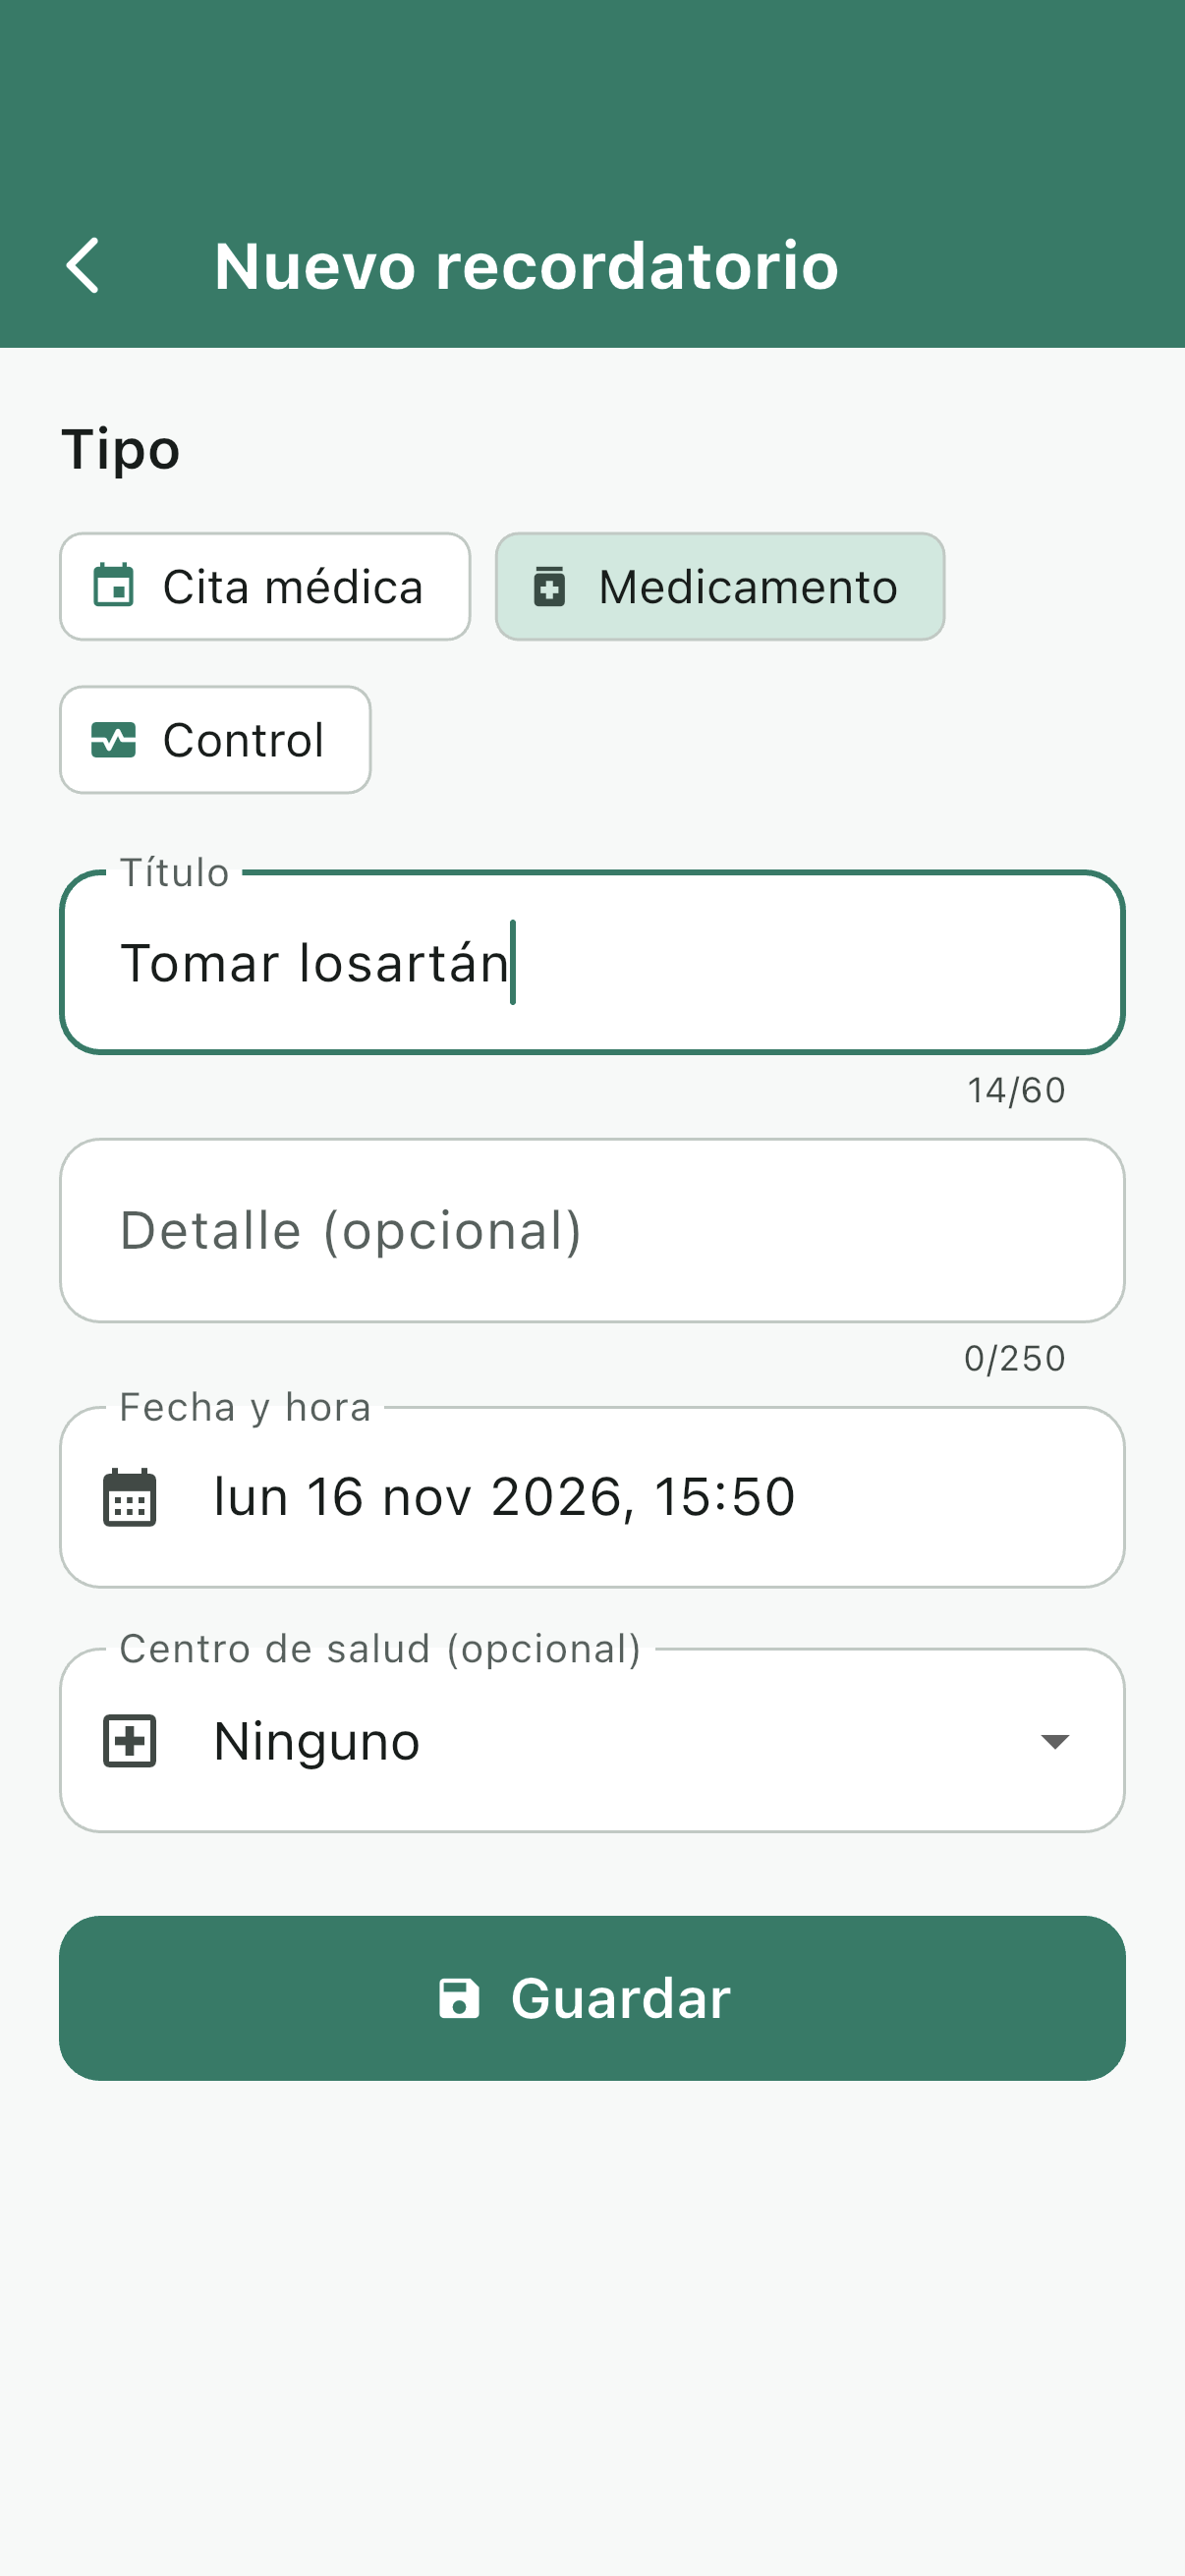 Nuevo recordatorio
Tipo
Cita médica
Medicamento
Control
Título
Tomar losartán
14/60
Detalle (opcional)
0/250
Fecha y hora
lun 16 nov 2026, 15:50
Centro de salud (opcional)
Ninguno
Guardar